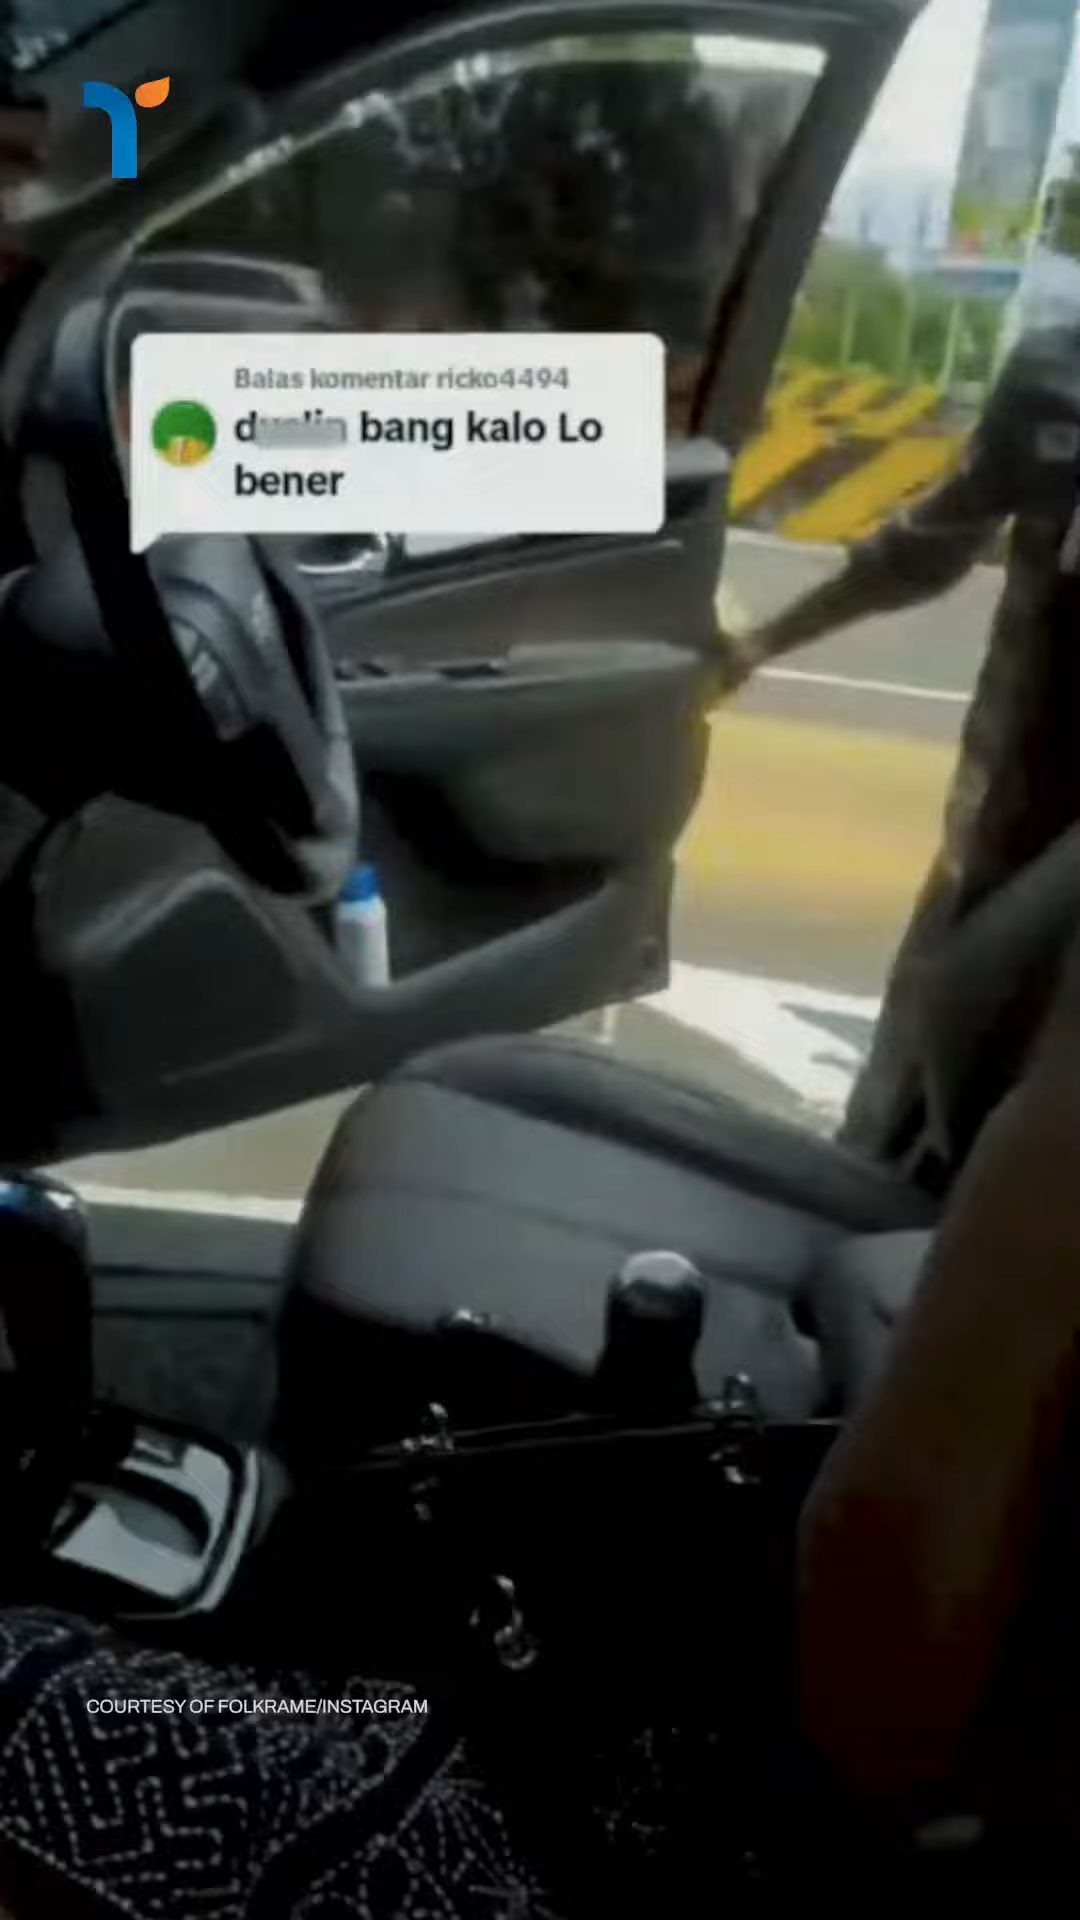 Balas komentar ricko4494
bang kalo Lo
bener
COURTESY OF FOLKRAME/INSTAGRAM